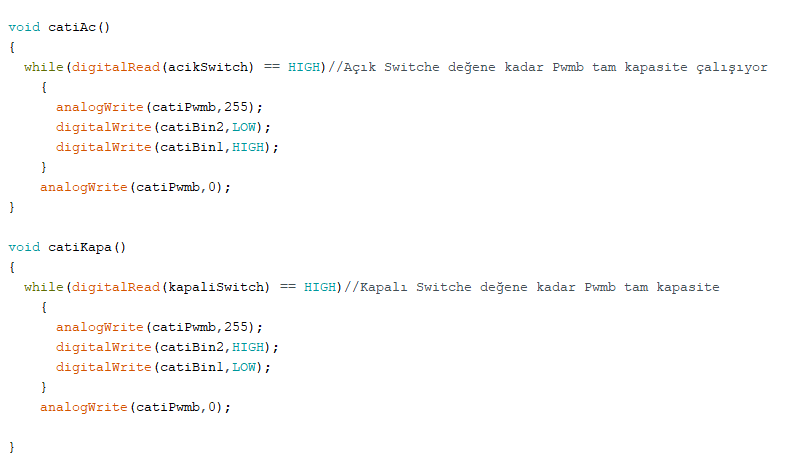 void catiAc()
{
while(digitalRead(acikSwitch) == HIGH)//Açık Switche değene kadar Pwmb tam kapasite çalışıyor
{
analogWrite(catiPwmb,255);
digitalWrite(catiBin2,LOW);
digitalWrite(catiBin1,HIGH);
}
analogWrite(catiPwmb,0);
}
void catiKapa()
{
while(digitalRead(kapaliSwitch) == HIGH)//Kapalı Switche değene kadar Pwmb tam kapasite
{
analogWrite(catiPwmb,255);
digitalWrite(catiBin2,HIGH);
digitalWrite(catiBin1,LOW);
}
analogWrite(catiPwmb,0);
}